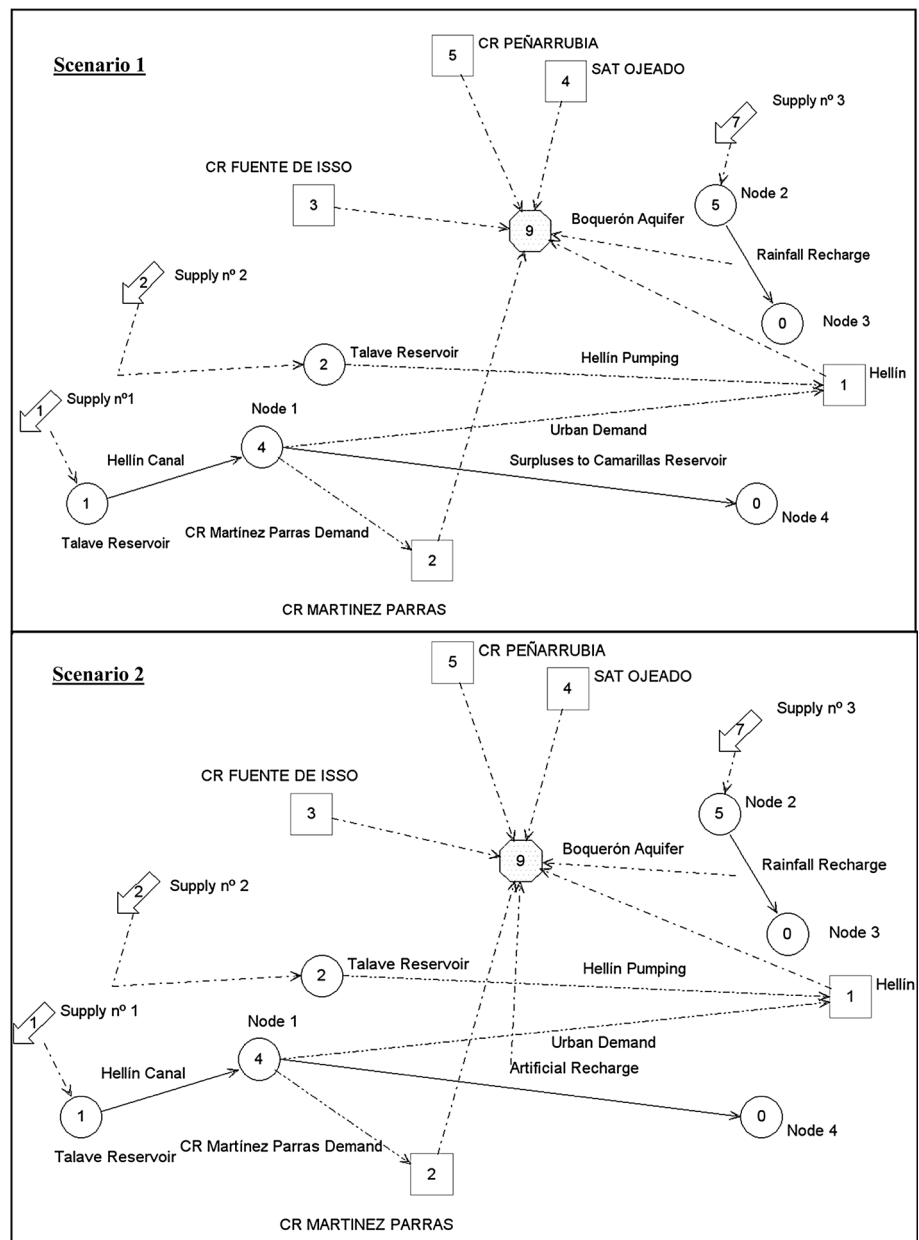 Scenario 1
5
CR PEÑARRUBIA
4
SAT OJEADO
7
Supply nº 3
CR FUENTE DE ISSO
3
5
Node 2
9
Boquerón Aquifer
Rainfall Recharge
2
Supply nº 2
0
Node 3
2
Talave Reservoir
Hellín Pumping
1
Hellín
1
Supply nº1
Node 1
4
Hellín Canal
Urban Demand
Surpluses to Camarillas Reservoir
1
0
Node 4
Talave Reservoir
CR Martínez Parras Demand
2
CR MARTINEZ PARRAS
Scenario 2
5
CR PEÑARRUBIA
4
SAT OJEADO
7
Supply nº 3
CR FUENTE DE ISSO
3
5
Node 2
9
Boquerón Aquifer
Rainfall Recharge
2
Supply nº 2
0
Node 3
2
Talave Reservoir
Hellín Pumping
1
Hellín
1
Supply nº 1
Node 1
4
Urban Demand
Hellín Canal
Artificial Recharge
1
0
Node 4
Talave Reservoir
CR Martínez Parras Demand
2
CR MARTINEZ PARRAS